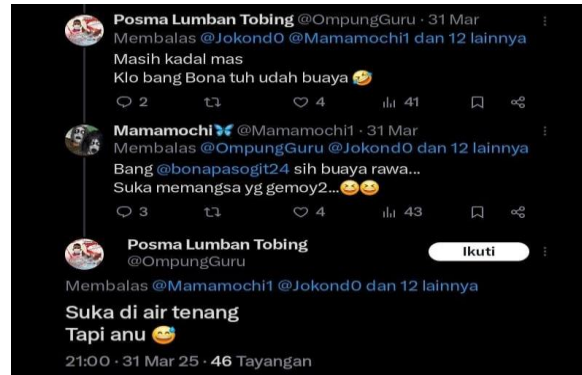 Posma Lumban Tobing @OmpungGuru · 31 Mar
Membalas @Jokond0 @Mamamochi1 dan 12 lainnya
Masih kadal mas
Klo bang Bona tuh udah buaya 🤣
2 4 41
Mamamochi🦋 @Mamamochi1 · 31 Mar
Membalas @OmpungGuru @Jokond0 dan 12 lainnya
Bang @bonapasogit24 sih buaya rawa...
Suka memangsa yg gemoy2...😆😆
3 4 43
Posma Lumban Tobing
@OmpungGuru
Ikuti
Membalas @Mamamochi1 @Jokond0 dan 12 lainnya
Suka di air tenang
Tapi anu 😅
21:00 · 31 Mar 25 · 46 Tayangan